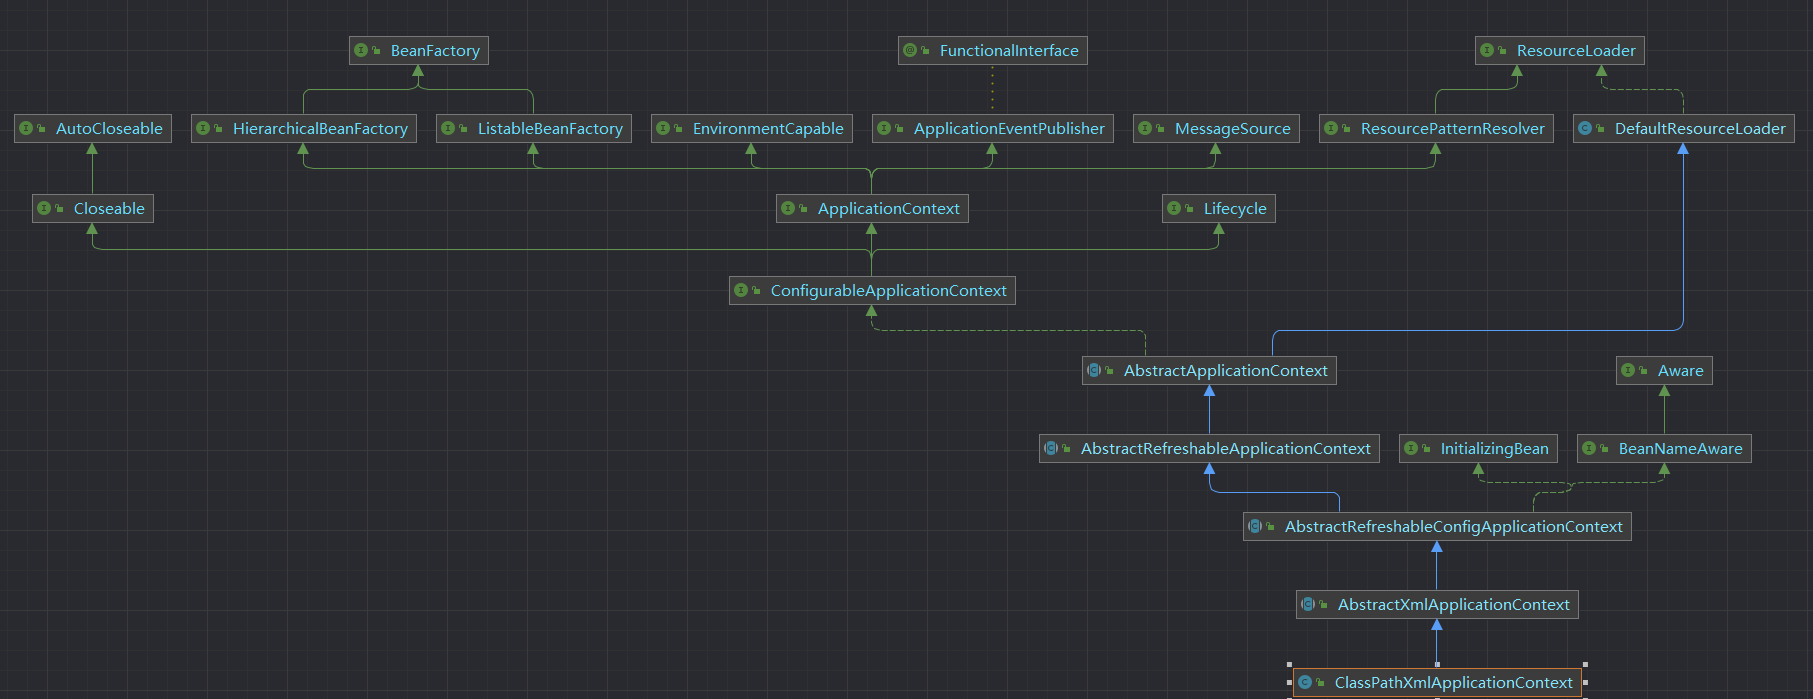 BeanFactory
FunctionalInterface
ResourceLoader
AutoCloseable
HierarchicalBeanFactory
ListableBeanFactory
EnvironmentCapable
ApplicationEventPublisher
MessageSource
ResourcePatternResolver
DefaultResourceLoader
Closeable
ApplicationContext
Lifecycle
ConfigurableApplicationContext
AbstractApplicationContext
Aware
AbstractRefreshableApplicationContext
InitializingBean
BeanNameAware
AbstractRefreshableConfigApplicationContext
AbstractXmlApplicationContext
ClassPathXmlApplicationContext